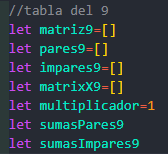 //tabla del 9
let matriz9=[]
let pares9=[]
let impares9=[]
let matrixX9=[]
let multiplicador=1
let sumasPares9
let sumasImpares9